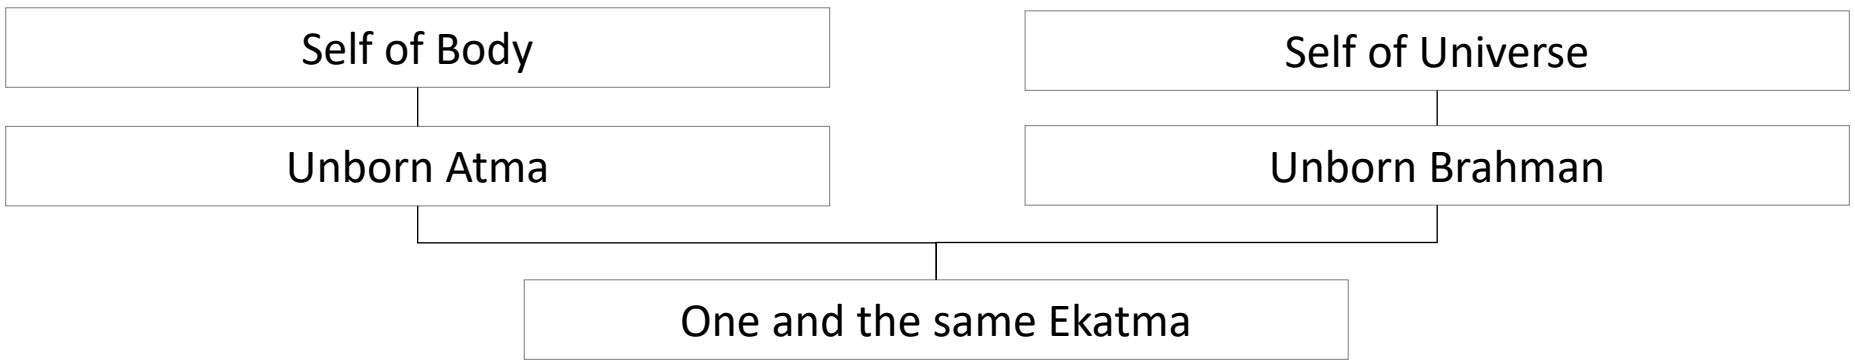 Self of Body
Self of Universe
Unborn Atma
Unborn Brahman
One and the same Ekatma